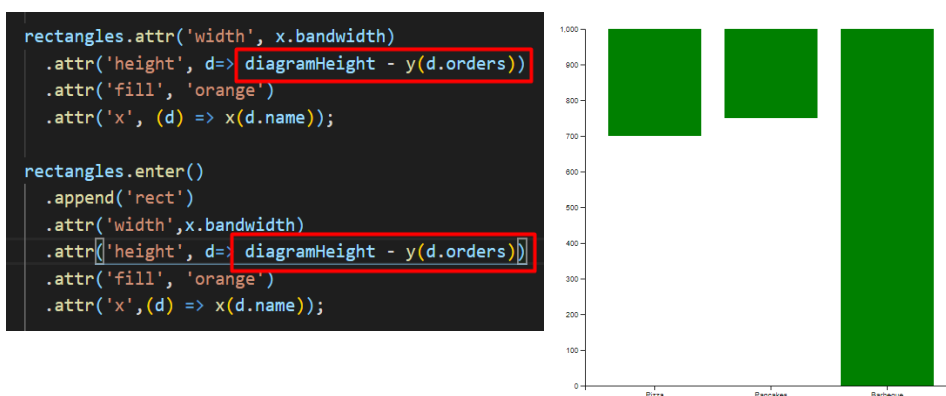 rectangles.attr('width', x.bandwidth)
.attr('height', d=> diagramHeight - y(d.orders))
.attr('fill', 'orange')
.attr('x', (d) => x(d.name));
rectangles.enter()
.append('rect')
.attr('width',x.bandwidth)
.attr('height', d=> diagramHeight - y(d.orders))
.attr('fill', 'orange')
.attr('x',(d) => x(d.name));
1,000
900
800
700
600
500
400
300
200
100
0
Pizza Pancakes Barbeque